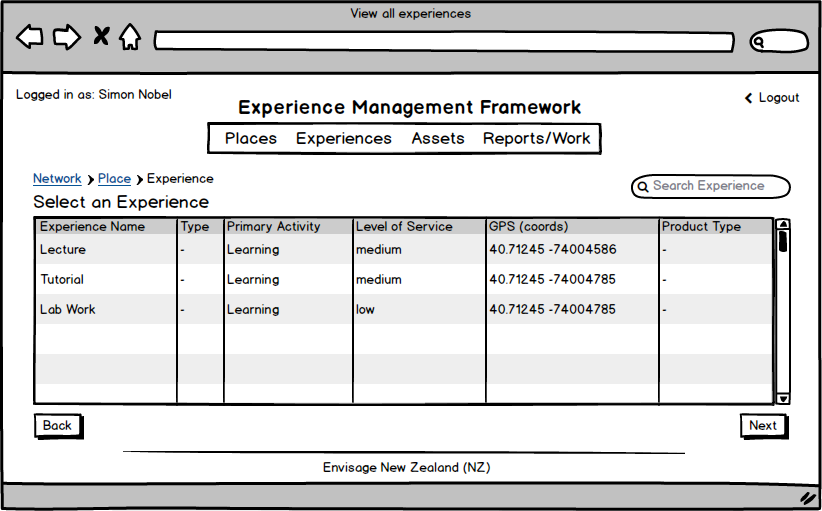 View all experiences
Logged in as: Simon Nobel
Logout
Experience Management Framework
Places Experiences Assets Reports/Work
Network Place Experience
Search Experience
Select an Experience
Experience Name Type Primary Activity Level of Service GPS (coords) Product Type
Lecture - Learning medium 40.71245 -74004586 -
Tutorial - Learning medium 40.71245 -74004785 -
Lab Work - Learning low 40.71245 -74004785 -
Back Next
Envisage New Zealand (NZ)